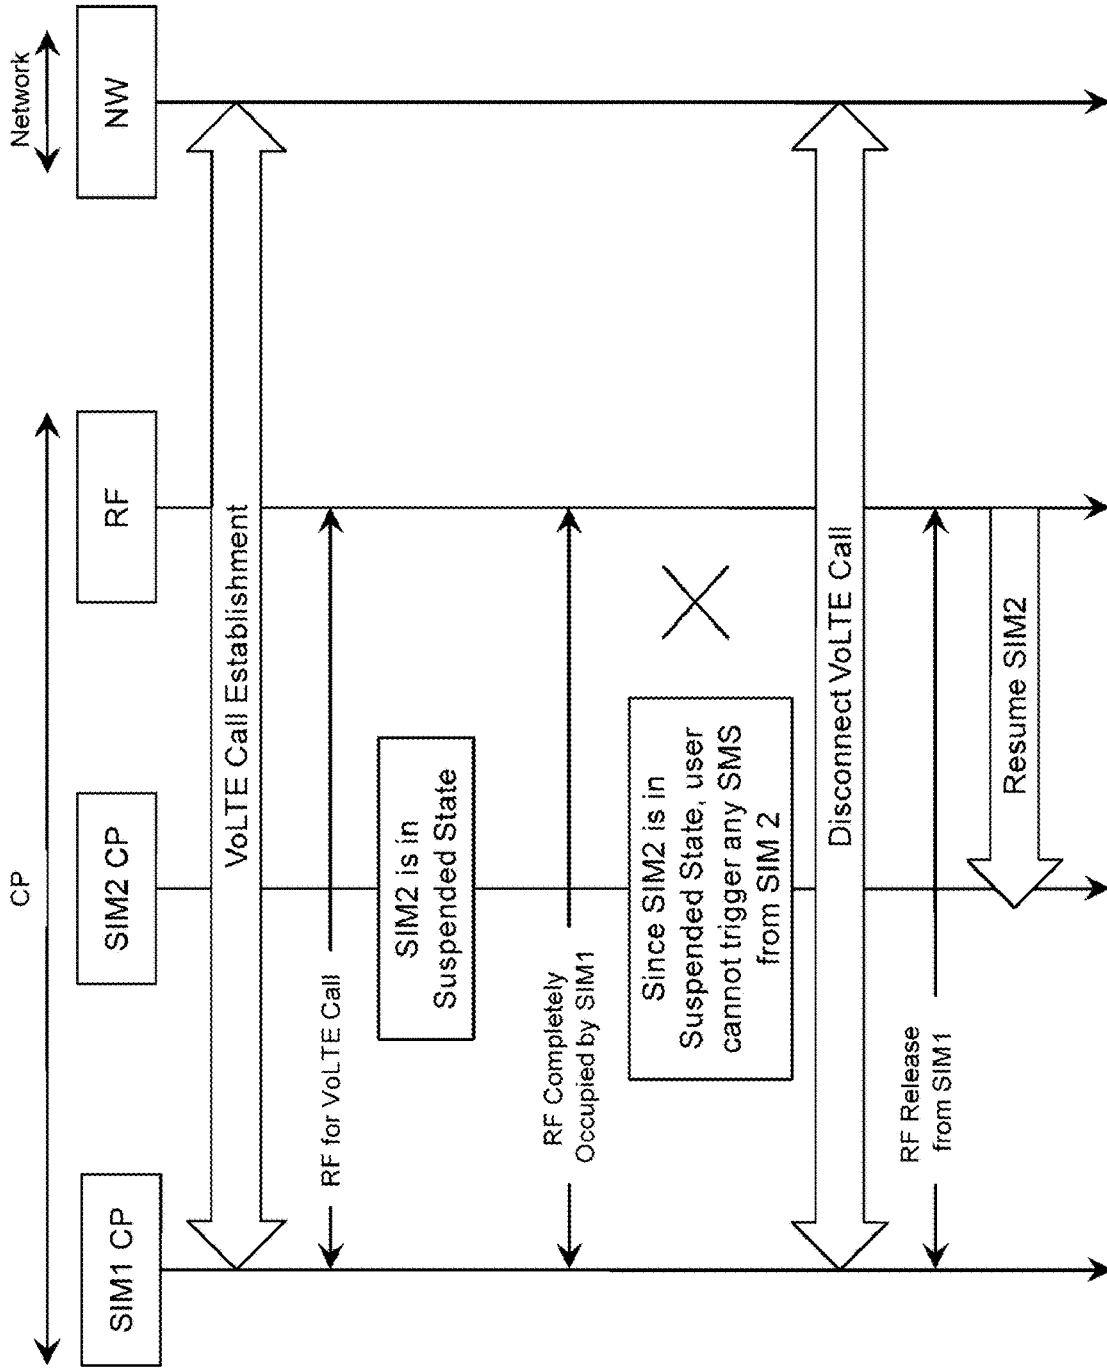 CP
Network
SIM1 CP
SIM2 CP
RF
NW
VoLTE Call Establishment
RF for VoLTE Call
SIM2 is in
Suspended State
RF Completely
Occupied by SIM1
Since SIM2 is in
Suspended State, user
cannot trigger any SMS
from SIM 2
Disconnect VoLTE Call
RF Release
from SIM1
Resume SIM2